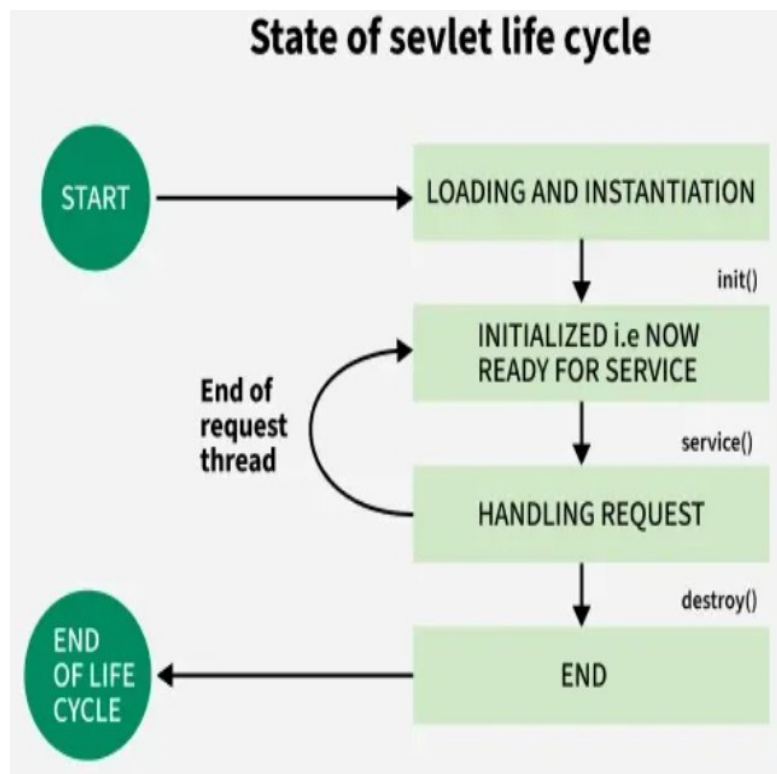 State of sevlet life cycle
START
LOADING AND INSTANTIATION
init()
INITIALIZED i.e NOW
READY FOR SERVICE
End of
request
thread
service()
HANDLING REQUEST
destroy()
END
OF LIFE
CYCLE
END